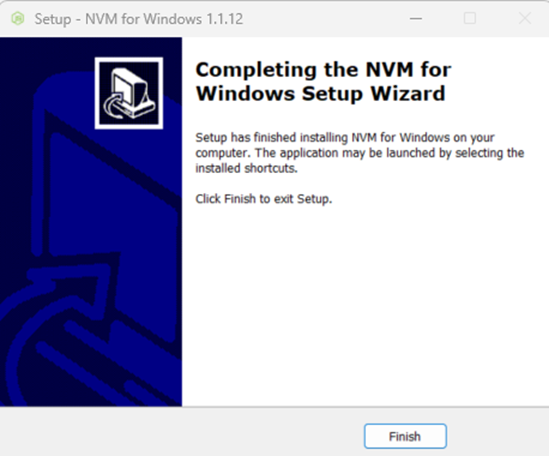 Setup - NVM for Windows 1.1.12
Completing the NVM for
Windows Setup Wizard
Setup has finished installing NVM for Windows on your
computer. The application may be launched by selecting the
installed shortcuts.
Click Finish to exit Setup.
Finish